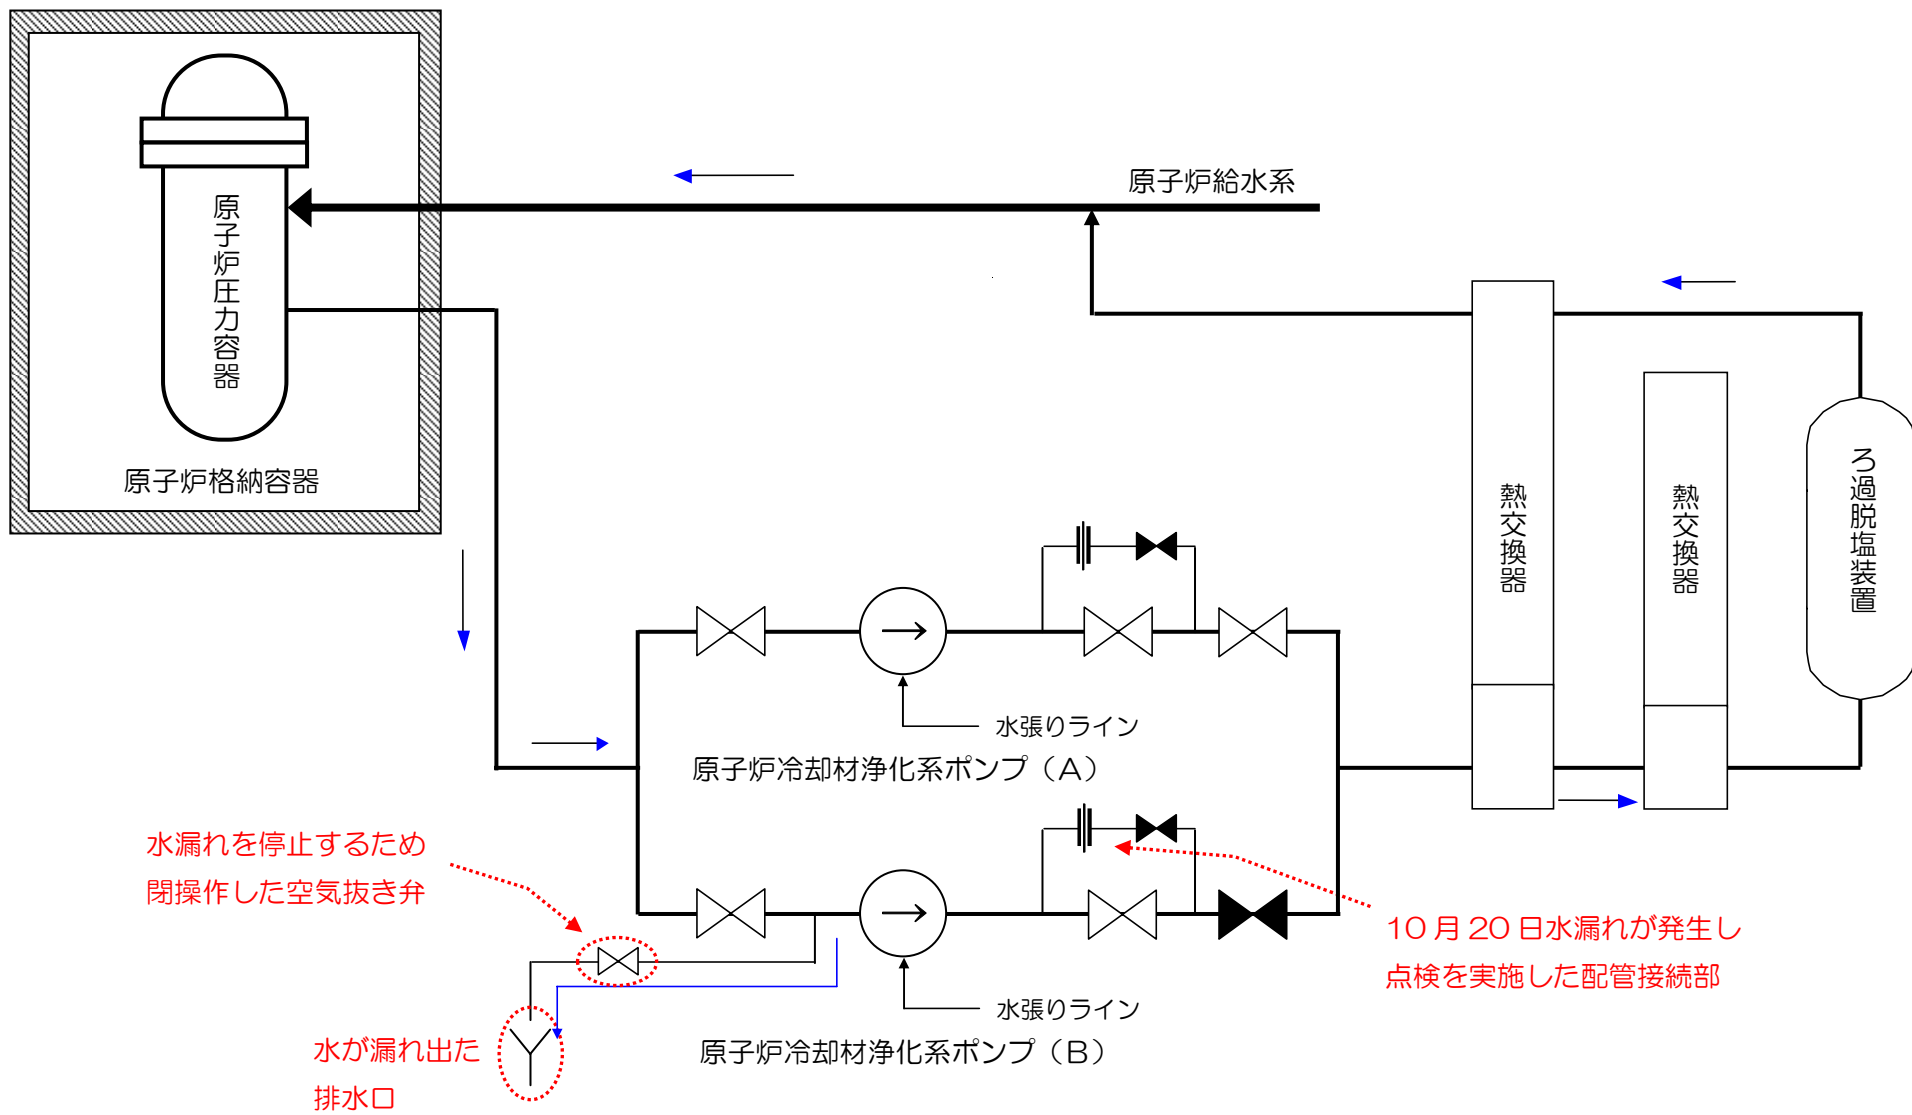 原子炉給水系
原子炉圧力容器
原子炉格納容器
熱交換器
熱交換器
ろ過脱塩装置
水張りライン
原子炉冷却材浄化系ポンプ（A）
水漏れを停止するため
閉操作した空気抜き弁
10月20日水漏れが発生し
点検を実施した配管接続部
水張りライン
原子炉冷却材浄化系ポンプ（B）
水が漏れ出た
排水口